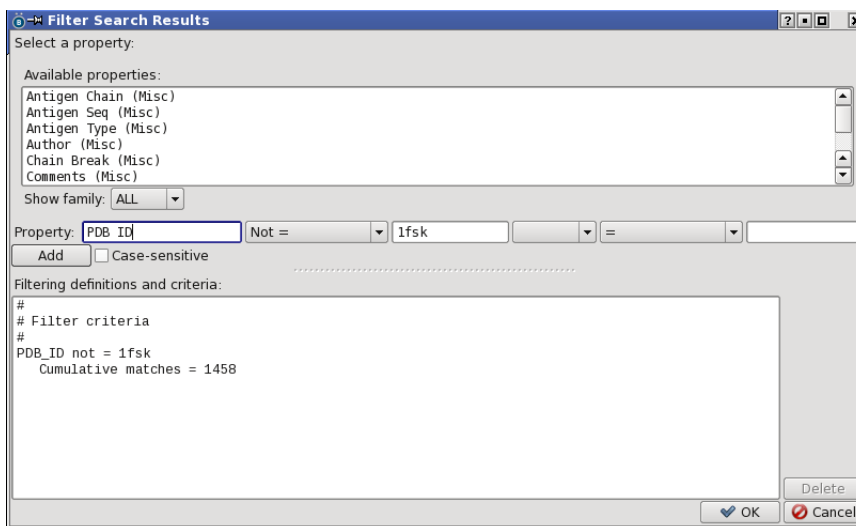 Filter Search Results
Select a property:
Available properties:
Antigen Chain (Misc)
Antigen Seq (Misc)
Antigen Type (Misc)
Author (Misc)
Chain Break (Misc)
Comments (Misc)
Show family: ALL
Property: PDB ID Not = 1fsk =
Add Case-sensitive
Filtering definitions and criteria:
#
# Filter criteria
#
PDB_ID not = 1fsk
Cumulative matches = 1458
Delete
OK Cancel